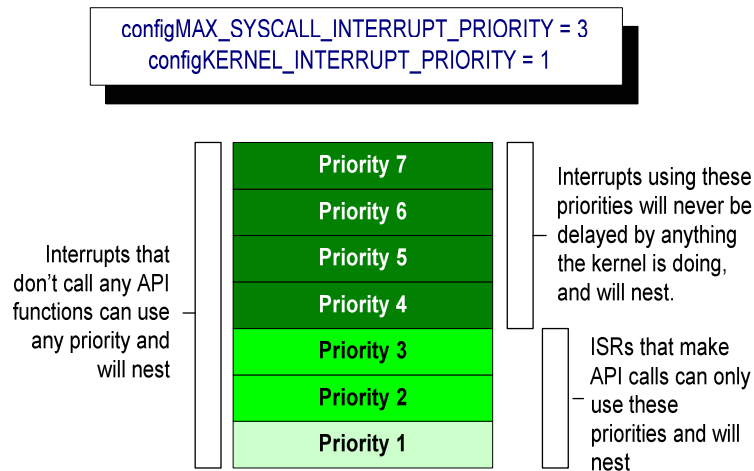 configMAX_SYSCALL_INTERRUPT_PRIORITY = 3
configKERNEL_INTERRUPT_PRIORITY = 1
Interrupts that
don't call any API
functions can use
any priority and
will nest
Priority 7
Priority 6
Priority 5
Priority 4
Priority 3
Priority 2
Priority 1
Interrupts using these
priorities will never be
delayed by anything
the kernel is doing,
and will nest.
ISRs that make
API calls can only
use these
priorities and will
nest